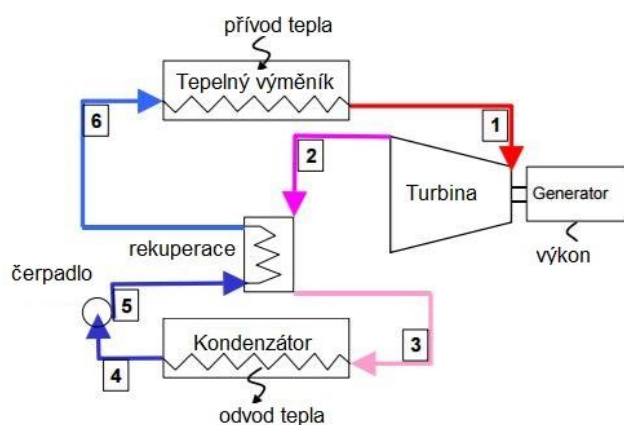 přívod tepla
Tepelný výměník
6
1
2
Turbina
Generator
rekuperace
výkon
čerpadlo
5
Kondenzátor
3
4
odvod tepla